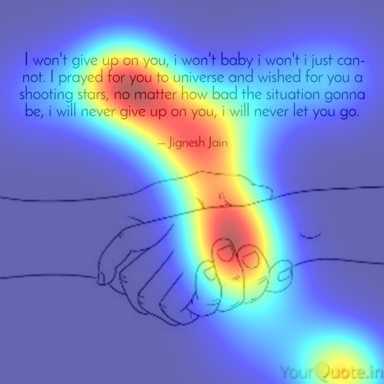 I won't give up on you, i won't baby i won't i just can-
not. I prayed for you to universe and wished for you a
shooting stars, no matter how bad the situation gonna
be, i will never give up on you, i will never let you go.
— Jignesh Jain
YourQuote.in